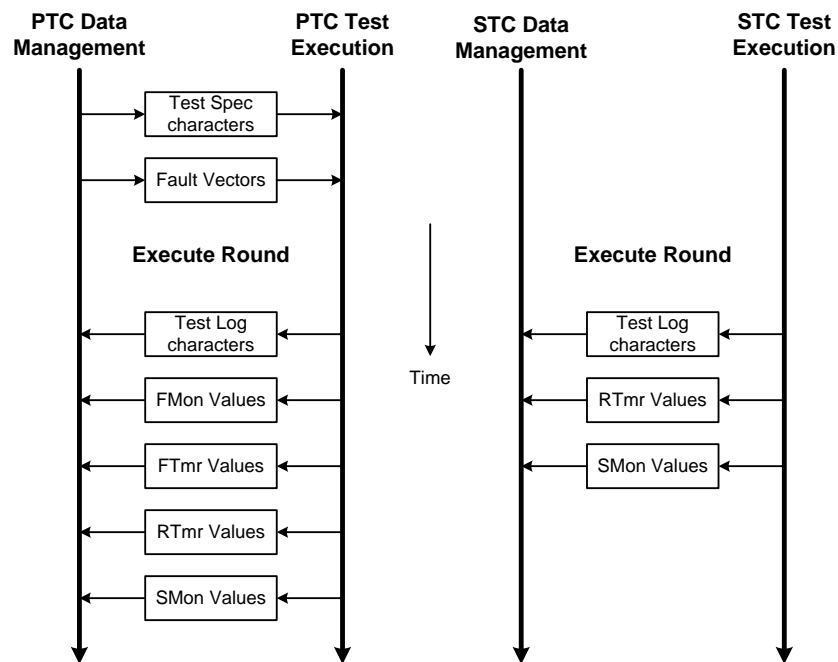 PTC Data
Management
PTC Test
Execution
Test Spec
characters
Fault Vectors
Execute Round
Test Log
characters
FMon Values
FTmr Values
RTmr Values
SMon Values
Time
STC Data
Management
STC Test
Execution
Execute Round
Test Log
characters
RTmr Values
SMon Values